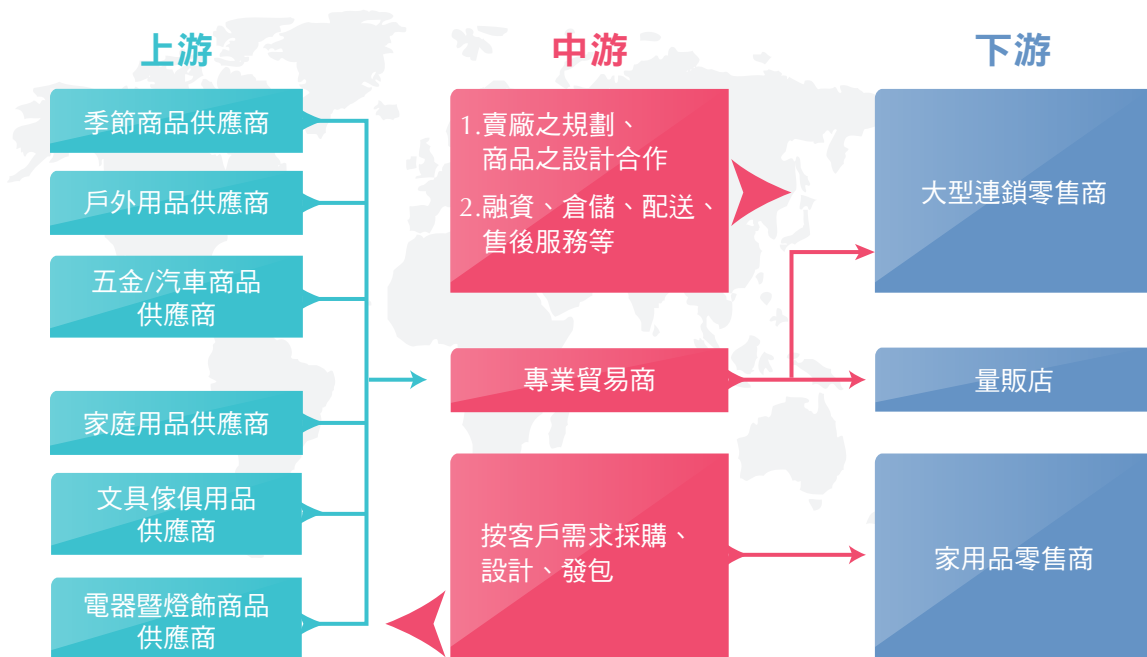 上游
季節商品供應商
戶外用品供應商
五金/汽車商品
供應商
家庭用品供應商
文具傢俱用品
供應商
電器暨燈飾商品
供應商
中游
1.賣廠之規劃、
商品之設計合作
2.融資、倉儲、配送、
售後服務等
專業貿易商
按客戶需求採購、
設計、發包
下游
大型連鎖零售商
量販店
家用品零售商